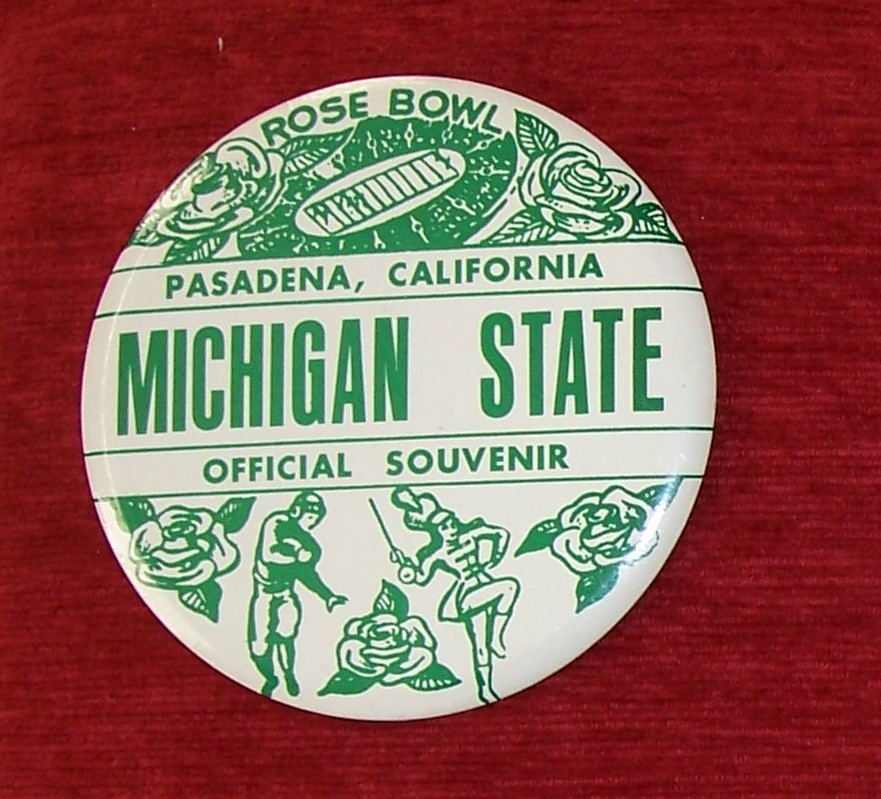 ROSE BOWL
PASADENA, CALIFORNIA
MICHIGAN STATE
OFFICIAL SOUVENIR